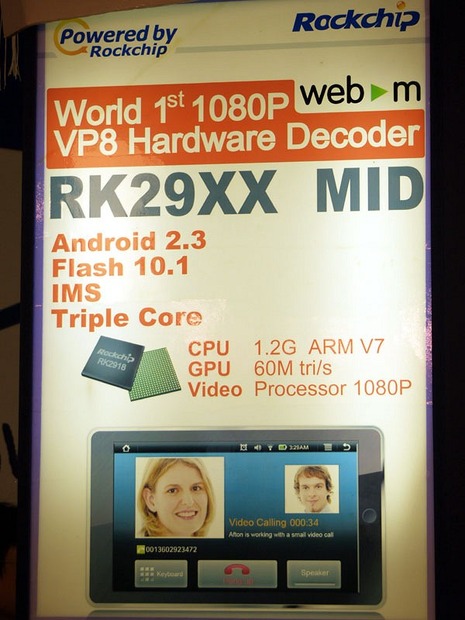 Powered by
Rockchip
Rockchip
World 1st 1080P
web m
VP8 Hardware Decoder
RK29XX MID
Android 2.3
Flash 10.1
IMS
Triple Core
Rockchip
RK2918
CPU 1.2G ARM V7
GPU 60M tri/s
Video Processor 1080P
3:29AM
Video Calling 000:34
Afton is working with a small video call
0013602923472
Keyboard
Speaker